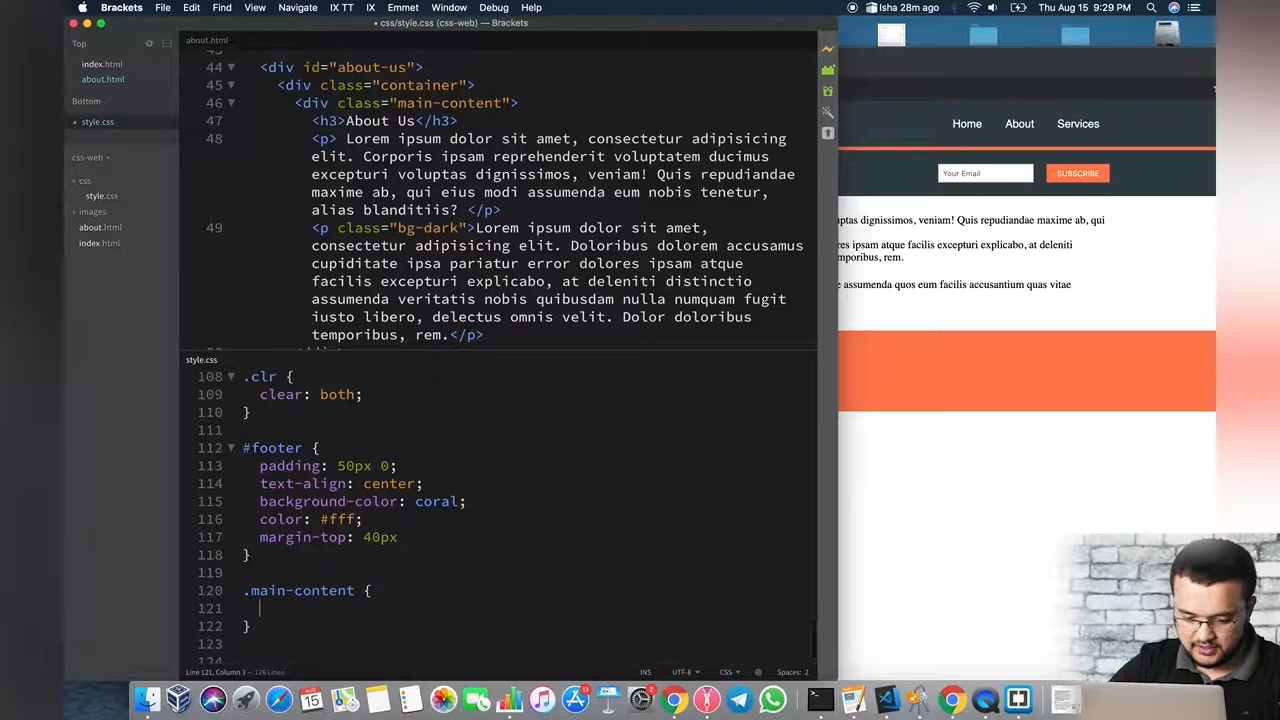 Brackets File Edit Find View Navigate IX TT IX Emmet Window Debug Help
Isha 28m ago
Thu Aug 15 9:29 PM
css/style.css (css-web) — Brackets
Top
index.html
about.html
Bottom
style.css
css-web
css
style.css
images
about.html
index.html
about.html
44 <div id="about-us">
45 <div class="container">
46 <div class="main-content">
47 <h3>About Us</h3>
48 <p> Lorem ipsum dolor sit amet, consectetur adipisicing
elit. Corporis ipsam reprehenderit voluptatem ducimus
excepturi voluptas dignissimos, veniam! Quis repudiandae
maxime ab, qui eius modi assumenda eum nobis tenetur,
alias blanditiis? </p>
49 <p class="bg-dark">Lorem ipsum dolor sit amet,
consectetur adipisicing elit. Doloribus dolorem accusamus
cupiditate ipsa pariatur error dolores ipsam atque
facilis excepturi explicabo, at deleniti distinctio
assumenda veritatis nobis quibusdam nulla numquam fugit
iusto libero, delectus omnis velit. Dolor doloribus
temporibus, rem.</p>
style.css
108 .clr {
109 clear: both;
110 }
111
112 #footer {
113 padding: 50px 0;
114 text-align: center;
115 background-color: coral;
116 color: #fff;
117 margin-top: 40px
118 }
119
120 .main-content {
121
122 }
123
124
Line 121, Column 3 — 126 Lines
INS UTF-8 CSS Spaces: 2
Home About Services
Your Email SUBSCRIBE
ptas dignissimos, veniam! Quis repudiandae maxime ab, qui
res ipsam atque facilis excepturi explicabo, at deleniti
mporibus, rem.
assumenda quos eum facilis accusantium quas vitae